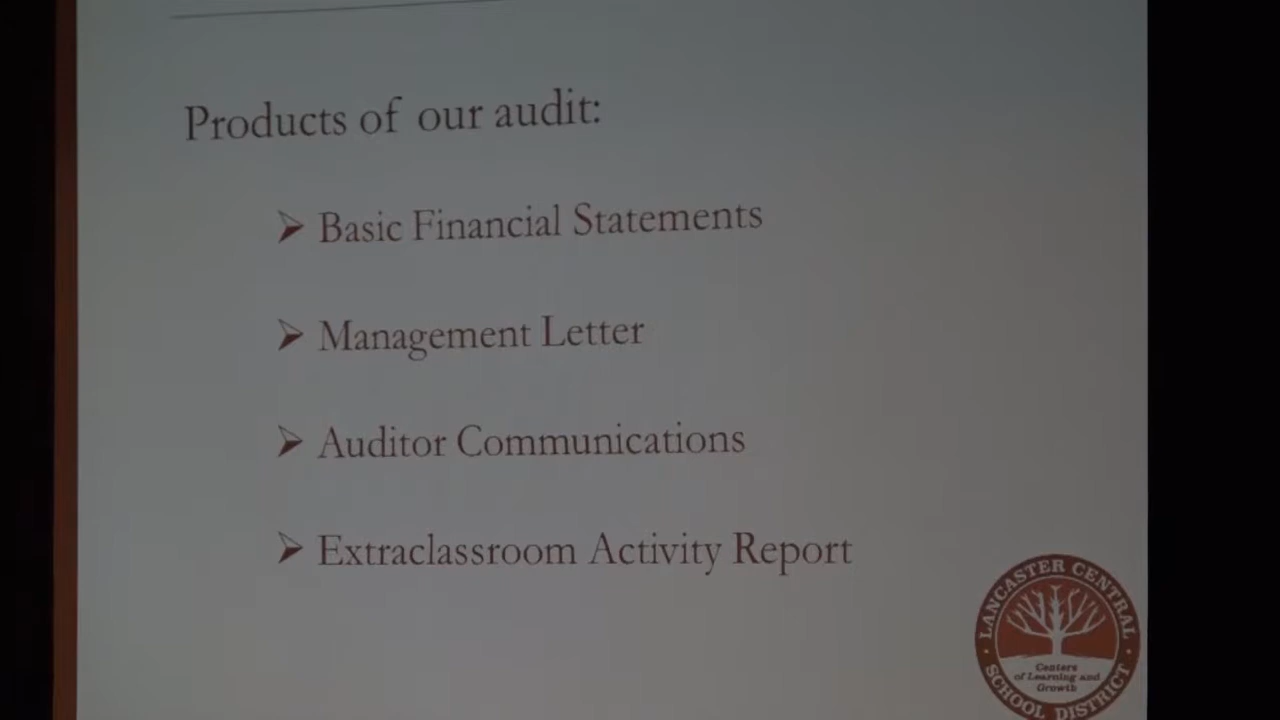 Products of our audit:
➢ Basic Financial Statements
➢ Management Letter
➢ Auditor Communications
➢ Extraclassroom Activity Report
LANCASTER CENTRAL
Centers
of Learning and
Growth
SCHOOL DISTRICT